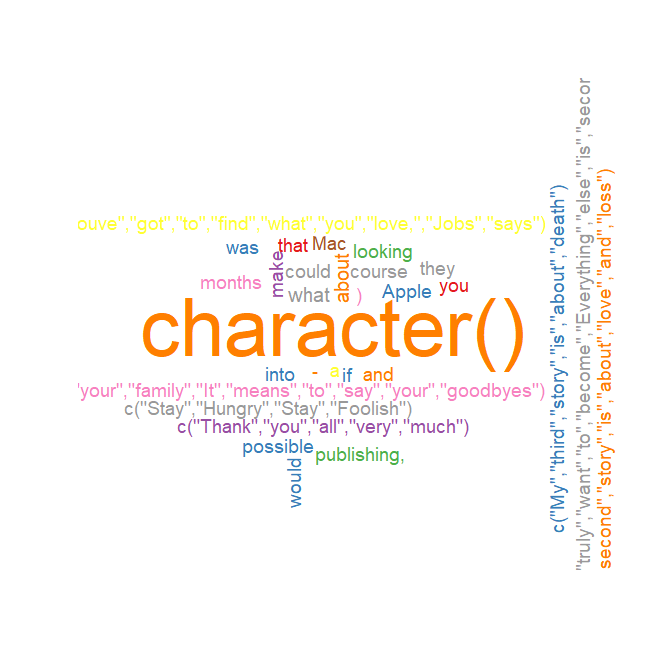 ouve","got","to","find","what","you","love,","Jobs","says")
was that Mac looking
make could course they
months what about ) Apple you
character()
into - a if and
'your","family","It","means","to","say","your","goodbyes")
c("Stay","Hungry","Stay","Foolish")
c("Thank","you","all","very","much")
possible publishing,
would
c("My","third","story","is","about","death")
"truly","want","to","become","Everything","else","is","secor
second","story","is","about","love","and","loss")